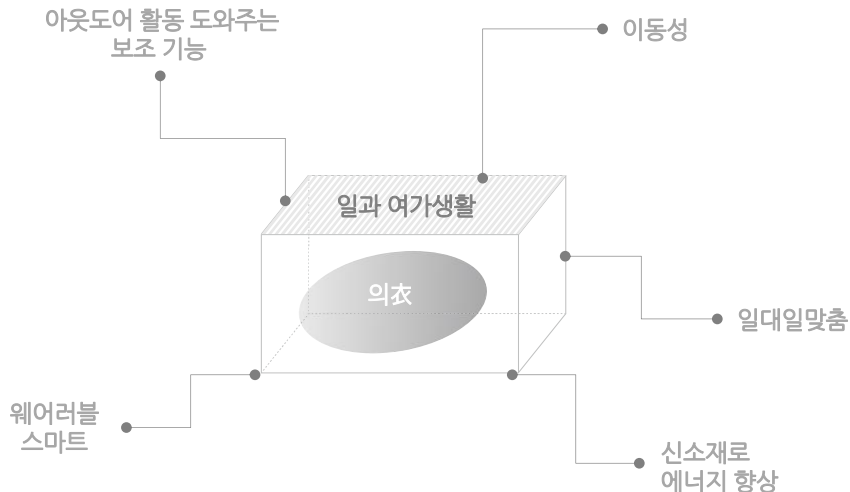 아웃도어 활동 도와주는
보조 기능
이동성
일과 여가생활
의衣
일대일맞춤
웨어러블
스마트
신소재로
에너지 향상